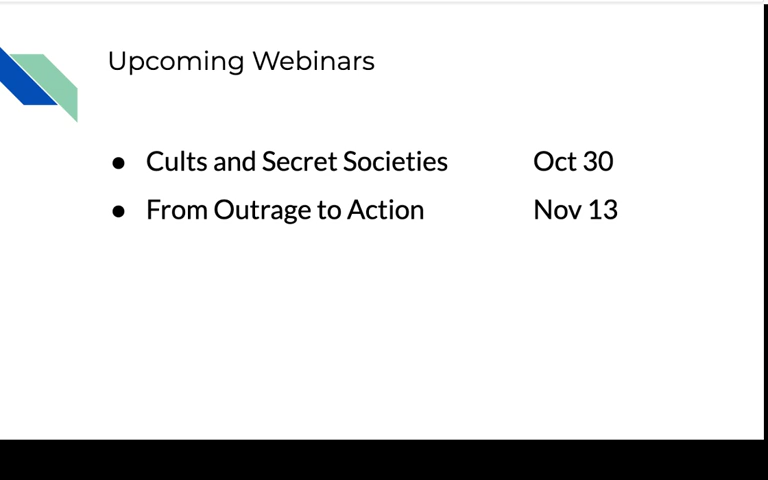 Upcoming Webinars
● Cults and Secret Societies Oct 30
● From Outrage to Action Nov 13